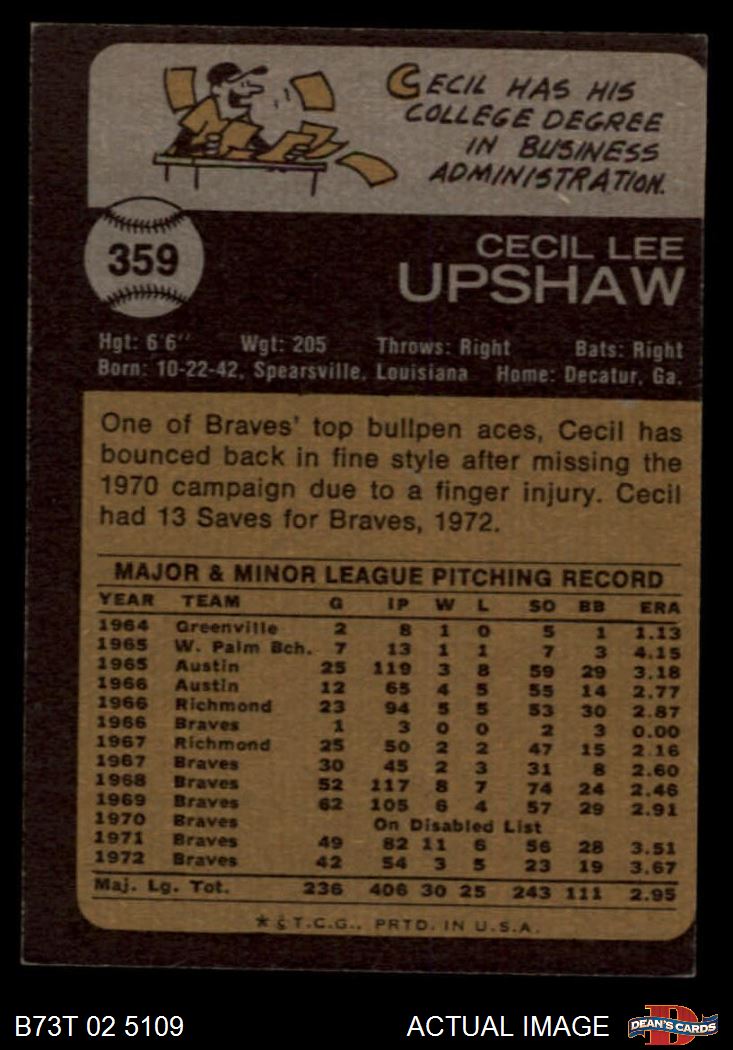 CECIL HAS HIS
COLLEGE DEGREE
IN BUSINESS
ADMINISTRATION.
359
CECIL LEE
UPSHAW
Hgt: 6'6" Wgt: 205 Throws: Right Bats: Right
Born: 10-22-42, Spearsville, Louisiana Home: Decatur, Ga.
One of Braves' top bullpen aces, Cecil has
bounced back in fine style after missing the
1970 campaign due to a finger injury. Cecil
had 13 Saves for Braves, 1972.
MAJOR & MINOR LEAGUE PITCHING RECORD
YEAR TEAM G IP W L SO BB ERA
1964 Greenville 2 8 1 0 5 1 1.13
1965 W. Palm Bch. 7 13 1 1 7 3 4.15
1965 Austin 25 119 3 8 59 29 3.18
1966 Austin 12 65 4 5 55 14 2.77
1966 Richmond 23 94 5 5 53 30 2.87
1966 Braves 1 3 0 0 2 3 0.00
1967 Richmond 25 50 2 2 47 15 2.16
1967 Braves 30 45 2 3 31 8 2.60
1968 Braves 52 117 8 7 74 24 2.46
1969 Braves 62 105 6 4 57 29 2.91
1970 Braves On Disabled List
1971 Braves 49 82 11 6 56 28 3.51
1972 Braves 42 54 3 5 23 19 3.67
Maj. Lg. Tot. 236 406 30 25 243 111 2.95
* © T.C.G., PRTD. IN U.S.A.
B73T 02 5109 ACTUAL IMAGE DEAN'S CARDS